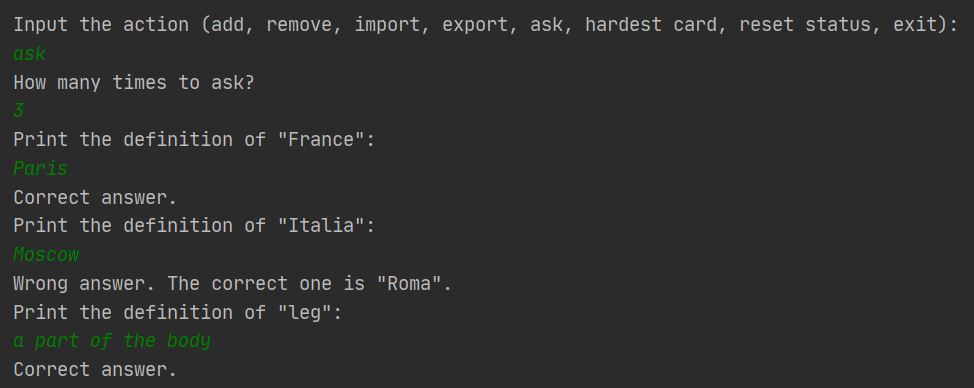 Input the action (add, remove, import, export, ask, hardest card, reset status, exit):
ask
How many times to ask?
3
Print the definition of "France":
Paris
Correct answer.
Print the definition of "Italia":
Moscow
Wrong answer. The correct one is "Roma".
Print the definition of "leg":
a part of the body
Correct answer.